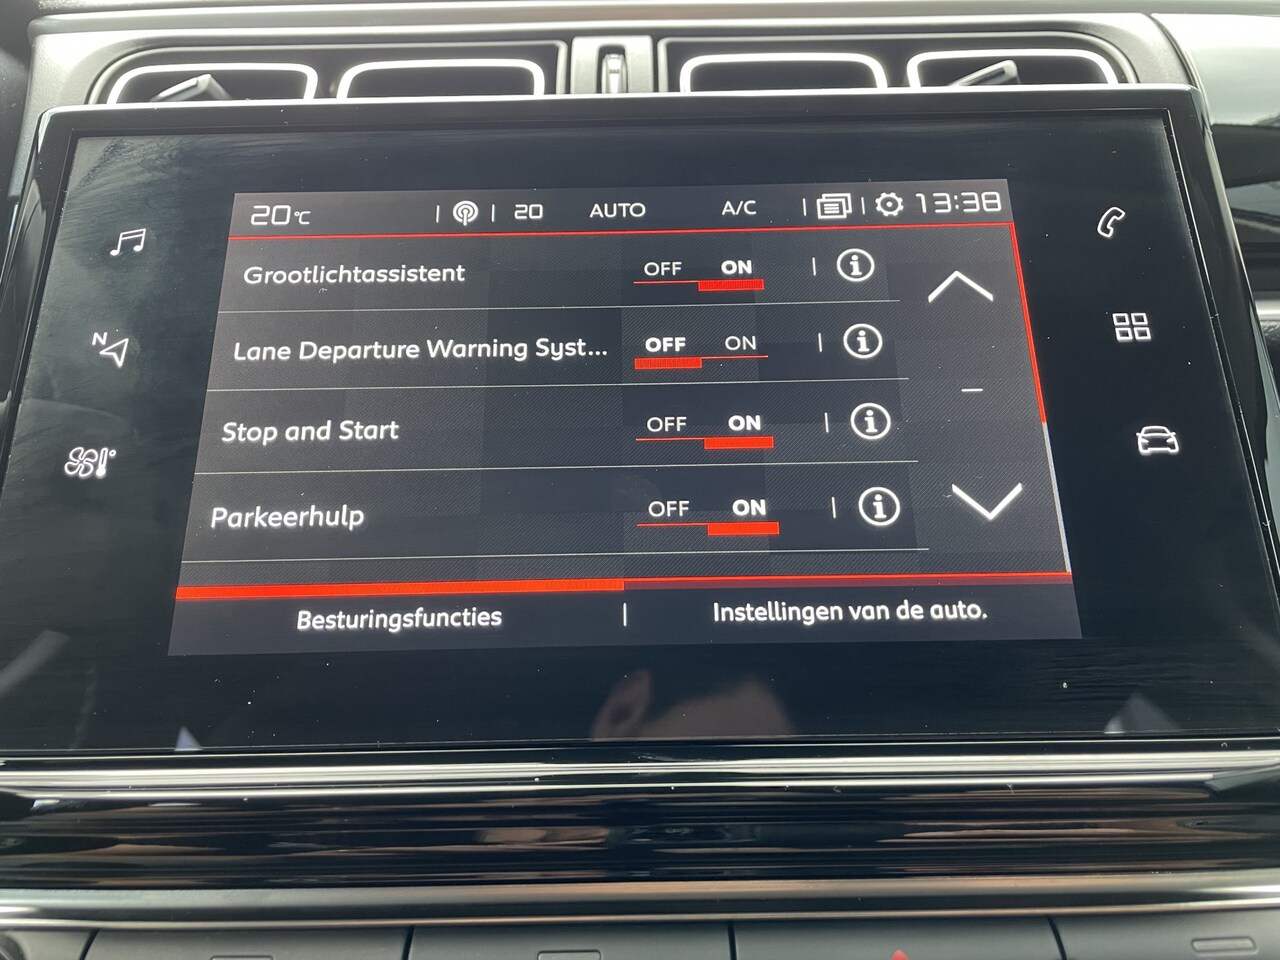 20°C 20 AUTO A/C 13:38
Grootlichtassistent OFF ON
Lane Departure Warning Syst... OFF ON
N
Stop and Start OFF ON
Parkeerhulp OFF ON
Besturingsfuncties | Instellingen van de auto.